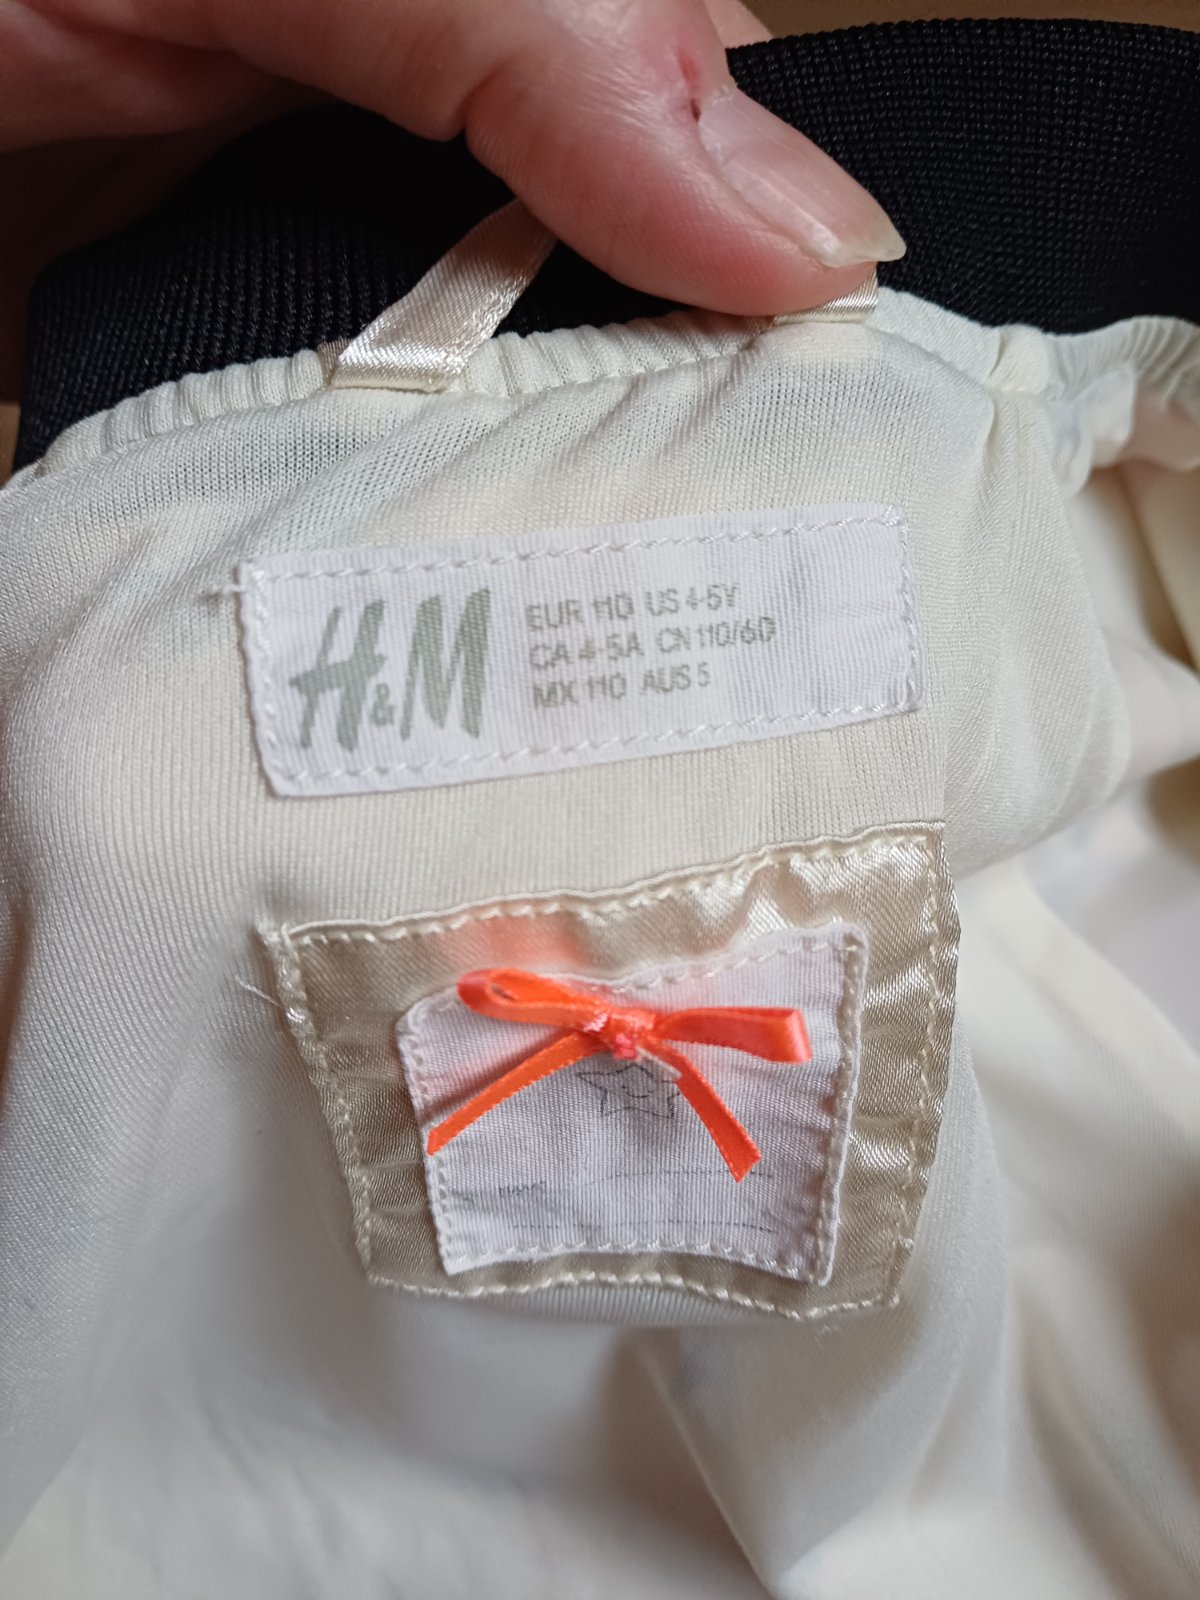 H&M
EUR 110 US 4-5Y
CA 4-5A CN 110/60
MX 110 AUS 5